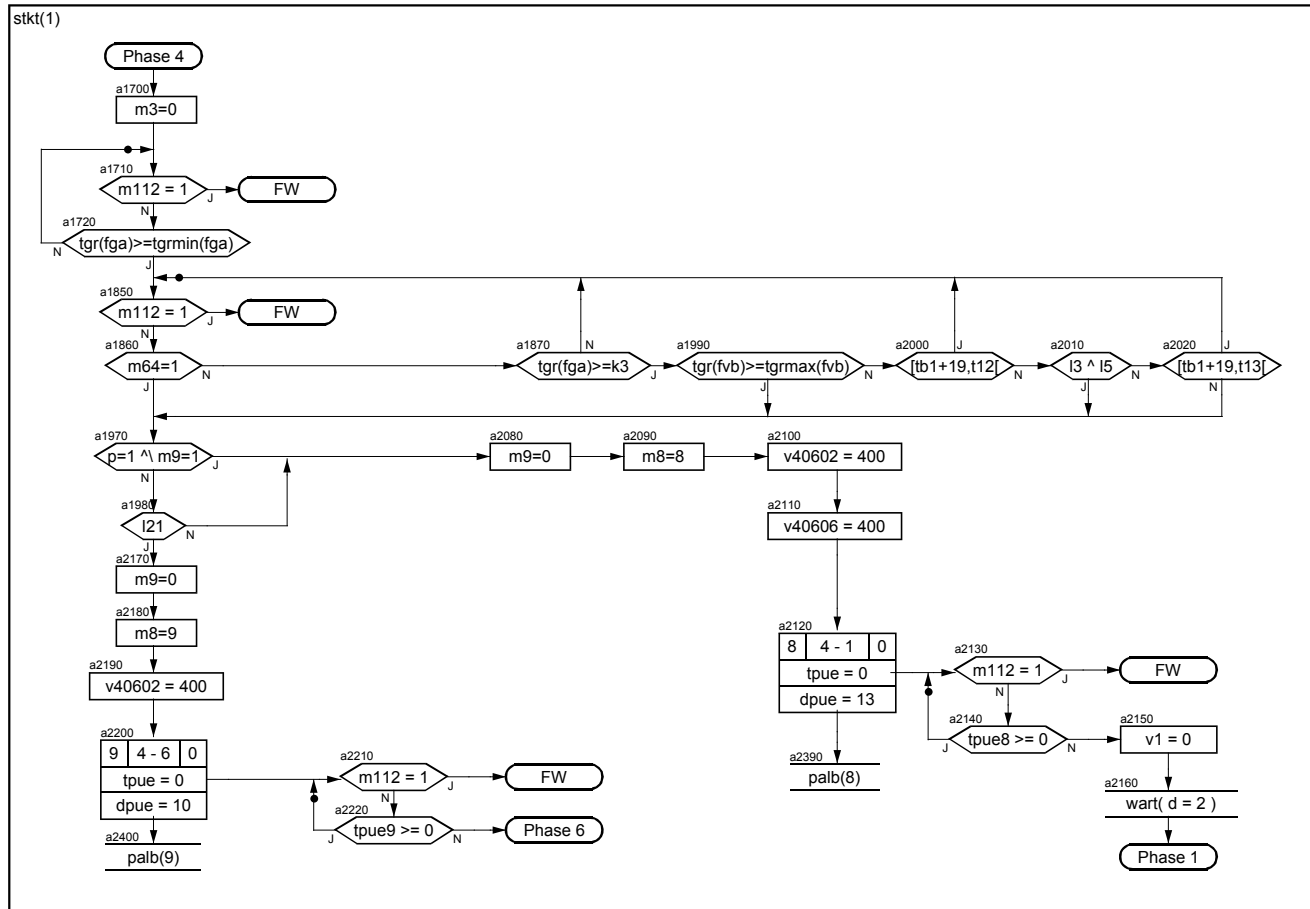 stkt(1)
Phase 4
a1700
m3=0
a1710
m112 = 1
J
FW
N
a1720
tgr(fga)>=tgrmin(fga)
N
J
a1850
m112 = 1
J
FW
N
a1860
m64=1
N
J
a1870
tgr(fga)>=k3
N
J
a1990
tgr(fvb)>=tgrmax(fvb)
N
J
a2000
[tb1+19,t12[
J
N
a2010
l3 ^ l5
N
J
a2020
[tb1+19,t13[
J
N
a1970
p=1 ^\ m9=1
J
N
a2080
m9=0
a2090
m8=8
a2100
v40602 = 400
a1980
l21
N
J
a2110
v40606 = 400
a2170
m9=0
a2180
m8=9
a2190
v40602 = 400
a2120
8 4 - 1 0
tpue = 0
dpue = 13
a2130
m112 = 1
J
FW
N
a2140
tpue8 >= 0
J
N
a2150
v1 = 0
a2390
palb(8)
a2160
wart( d = 2 )
Phase 1
a2200
9 4 - 6 0
tpue = 0
dpue = 10
a2210
m112 = 1
J
FW
N
a2220
tpue9 >= 0
J
N
Phase 6
a2400
palb(9)